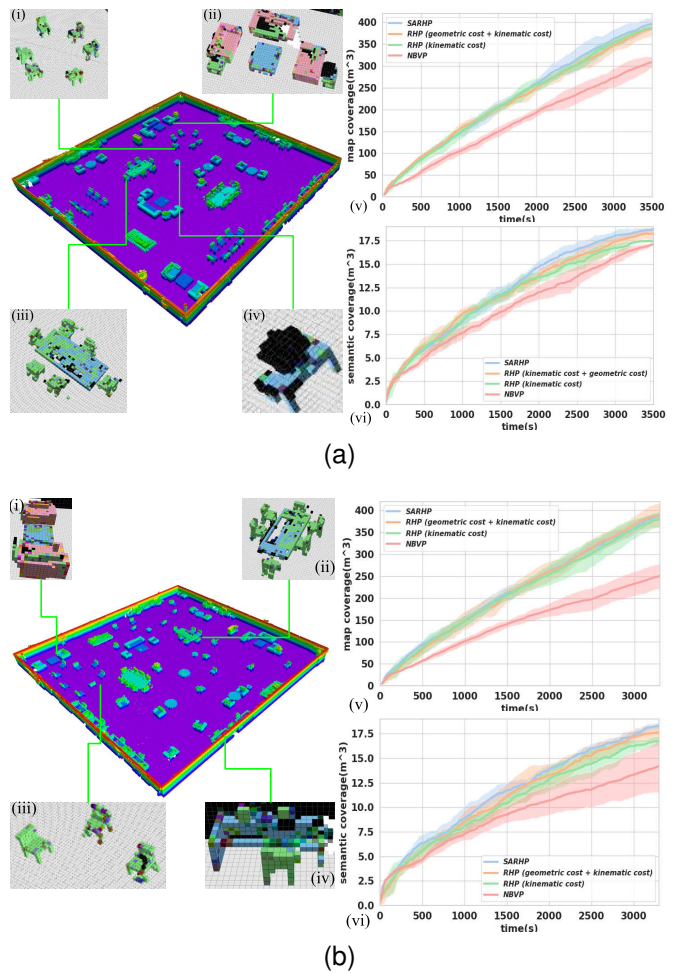 (i)
(ii)
400
350
300
250
200
150
100
50
0
map coverage(m^3)
SARHP
RHP (geometric cost + kinematic cost)
RHP (kinematic cost)
NBVP
0 500 1000 1500 2000 2500 3000 3500
time(s)
(v)
(iii)
(iv)
17.5
15.0
12.5
10.0
7.5
5.0
2.5
0.0
semantic coverage(m^3)
SARHP
RHP (kinematic cost + geometric cost)
RHP (kinematic cost)
NBVP
0 500 1000 1500 2000 2500 3000 3500
time(s)
(vi)
(a)
(i)
(ii)
400
350
300
250
200
150
100
50
0
map coverage(m^3)
SARHP
RHP (geometric cost + kinematic cost)
RHP (kinematic cost)
NBVP
0 500 1000 1500 2000 2500 3000
time(s)
(v)
(iii)
(iv)
17.5
15.0
12.5
10.0
7.5
5.0
2.5
0.0
semantic coverage(m^3)
SARHP
RHP (geometric cost + kinematic cost)
RHP (kinematic cost)
NBVP
0 500 1000 1500 2000 2500 3000
time(s)
(vi)
(b)